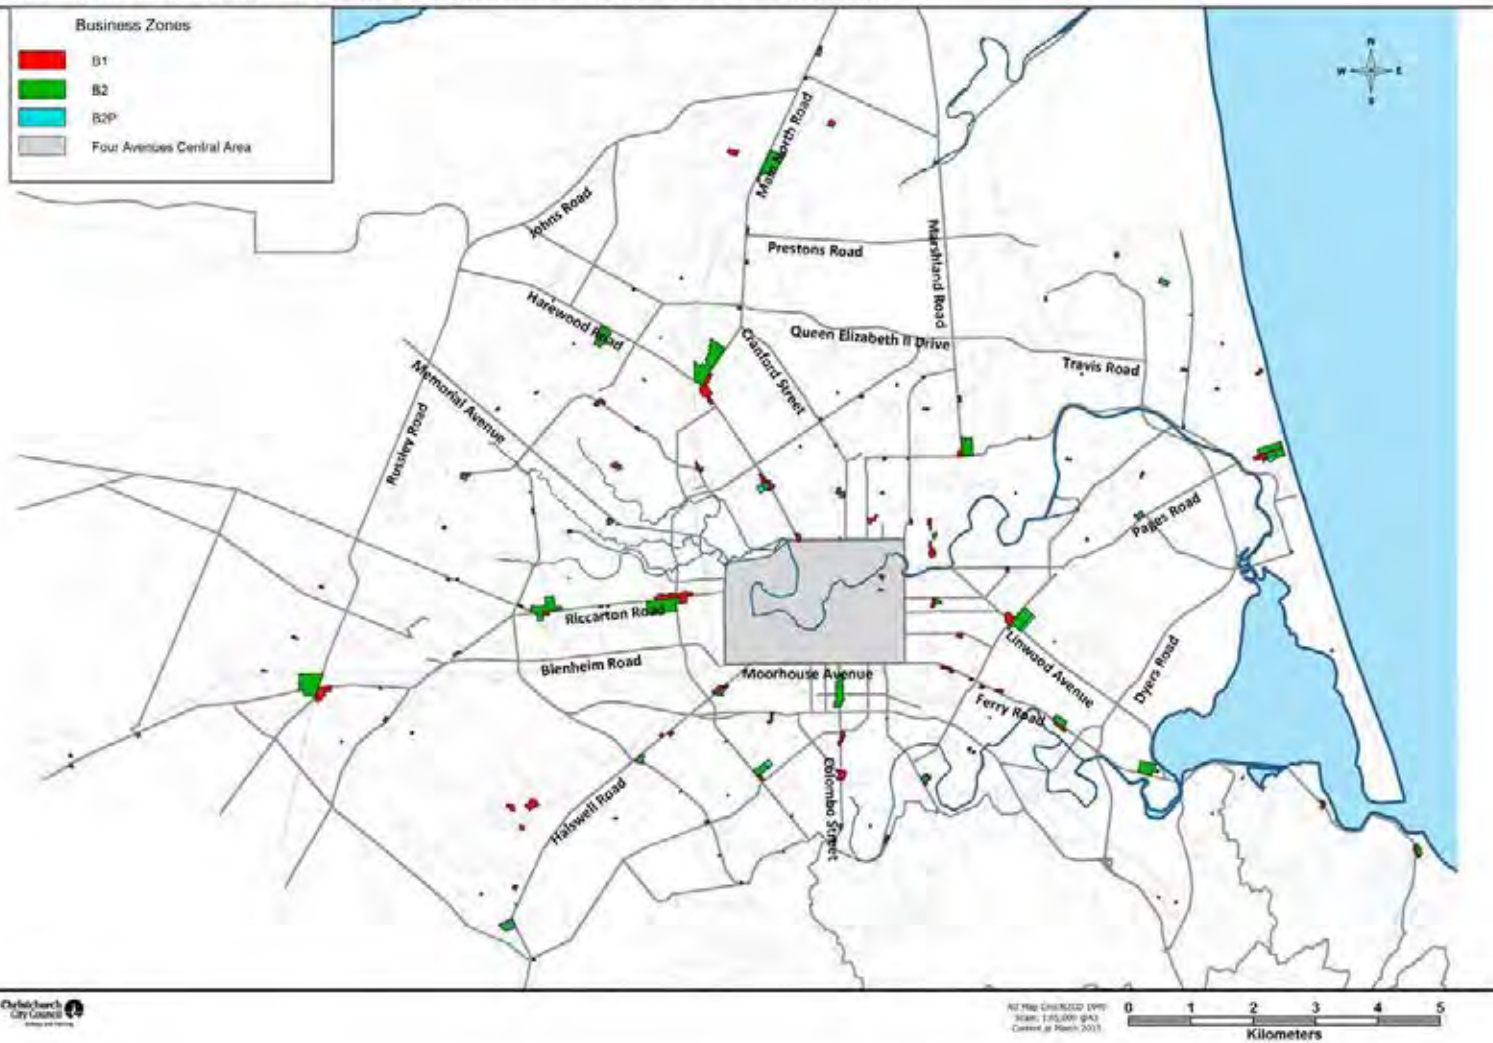 Business Zones
B1
B2
B2P
Four Avenues Central Area
N
W
E
S
Main North Road
Johns Road
Prestons Road
Marshland Road
Harewood Road
Queen Elizabeth II Drive
Cranford Street
Travis Road
Memorial Avenue
Russley Road
Pages Road
Riccarton Road
Blenheim Road
Moorhouse Avenue
Linwood Avenue
Dyers Road
Ferry Road
Colombo Street
Halswell Road
Christchurch
City Council
0 1 2 3 4 5
Kilometers